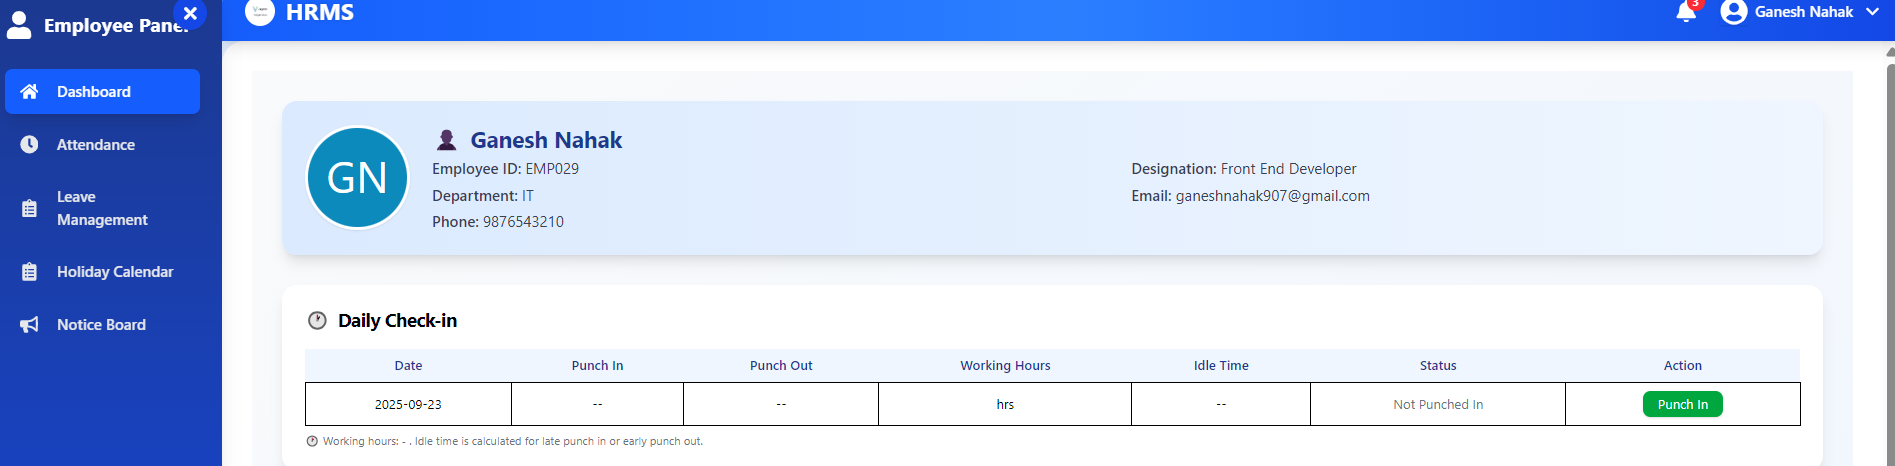 Employee Panel
HRMS
3
Ganesh Nahak
Dashboard
Attendance
Leave
Management
Holiday Calendar
Notice Board
GN
Ganesh Nahak
Employee ID: EMP029
Department: IT
Phone: 9876543210
Designation: Front End Developer
Email: ganeshnahak907@gmail.com
Daily Check-in
Date Punch In Punch Out Working Hours Idle Time Status Action
2025-09-23 -- -- hrs -- Not Punched In Punch In
Working hours: - . Idle time is calculated for late punch in or early punch out.